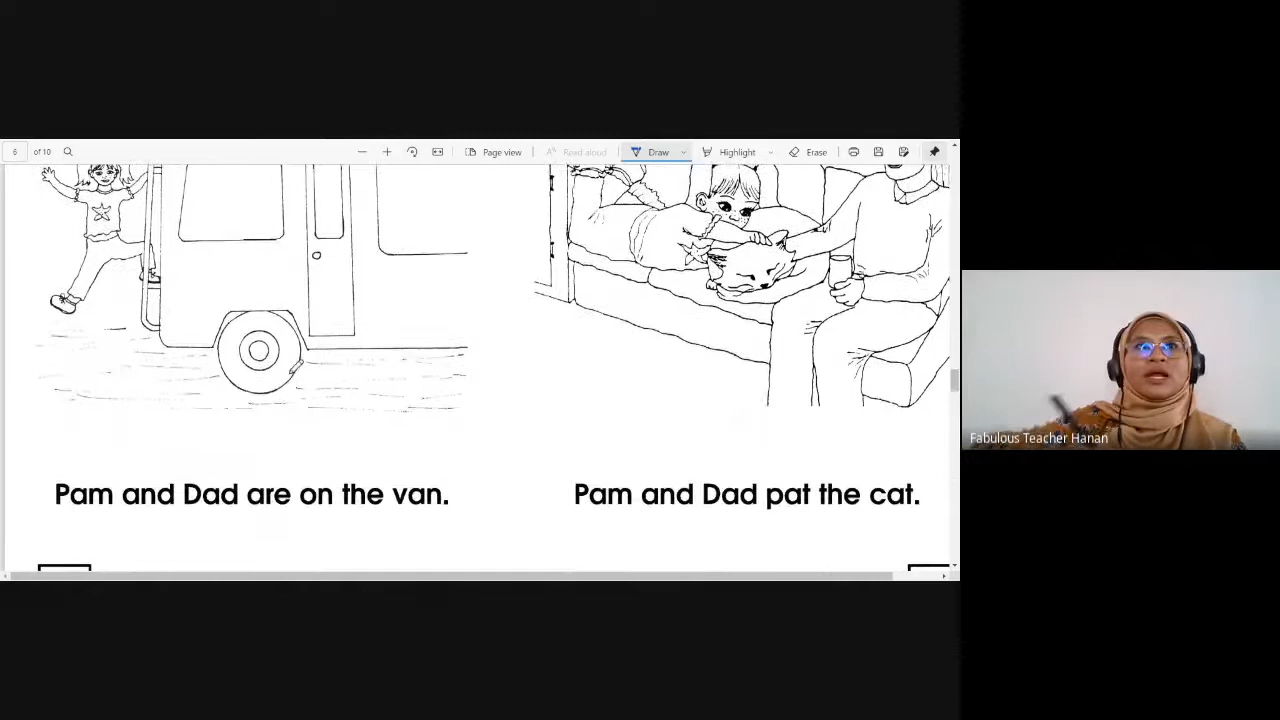 6 of 10 Page view Read aloud Draw Highlight Erase
Fabulous Teacher Hanan
Pam and Dad are on the van. Pam and Dad pat the cat.